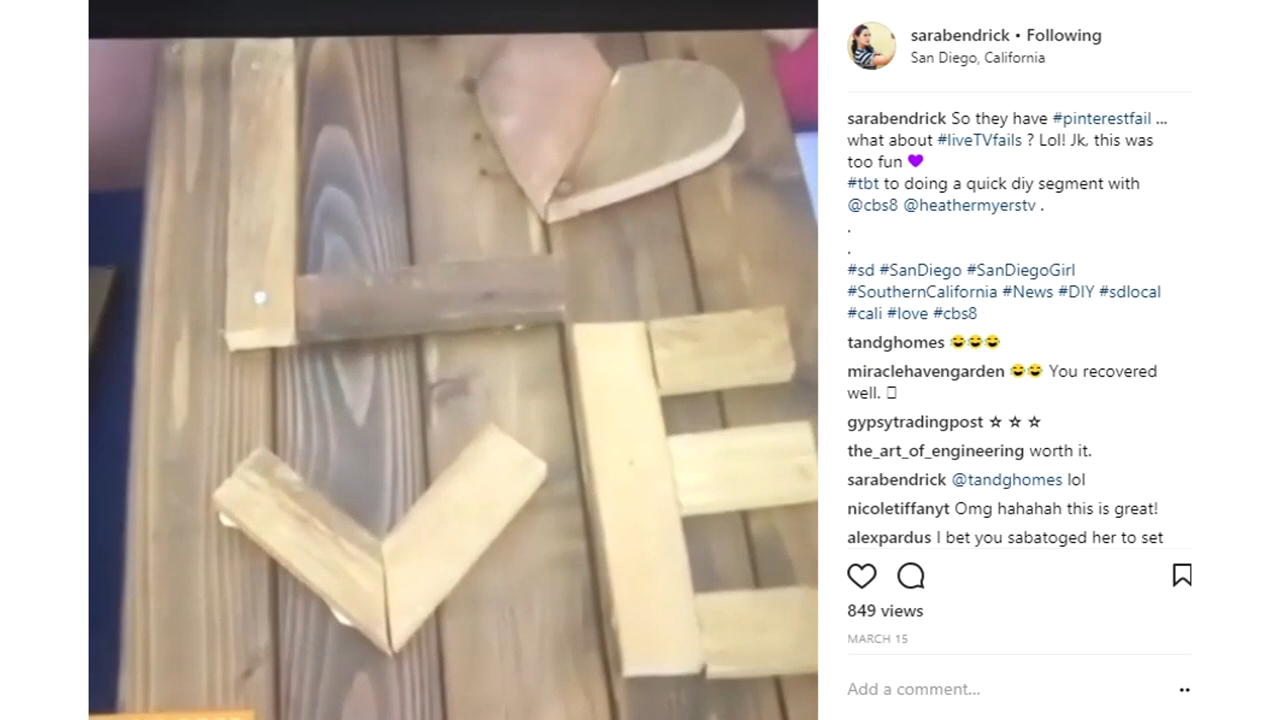 sarabendrick • Following
San Diego, California
sarabendrick So they have #pinterestfail ...
what about #liveTVfails ? Lol! Jk, this was
too fun 💜
#tbt to doing a quick diy segment with
@cbs8 @heathermyerstv .
.
.
#sd #SanDiego #SanDiegoGirl
#SouthernCalifornia #News #DIY #sdlocal
#cali #love #cbs8
tandghomes 😂😂😂
miraclehavengarden 😂😂 You recovered
well. ▯
gypsytradingpost ☆ ☆ ☆
the_art_of_engineering worth it.
sarabendrick @tandghomes lol
nicoletiffanyt Omg hahahah this is great!
alexpardus I bet you sabatoged her to set
849 views
MARCH 15
Add a comment...
L
V E